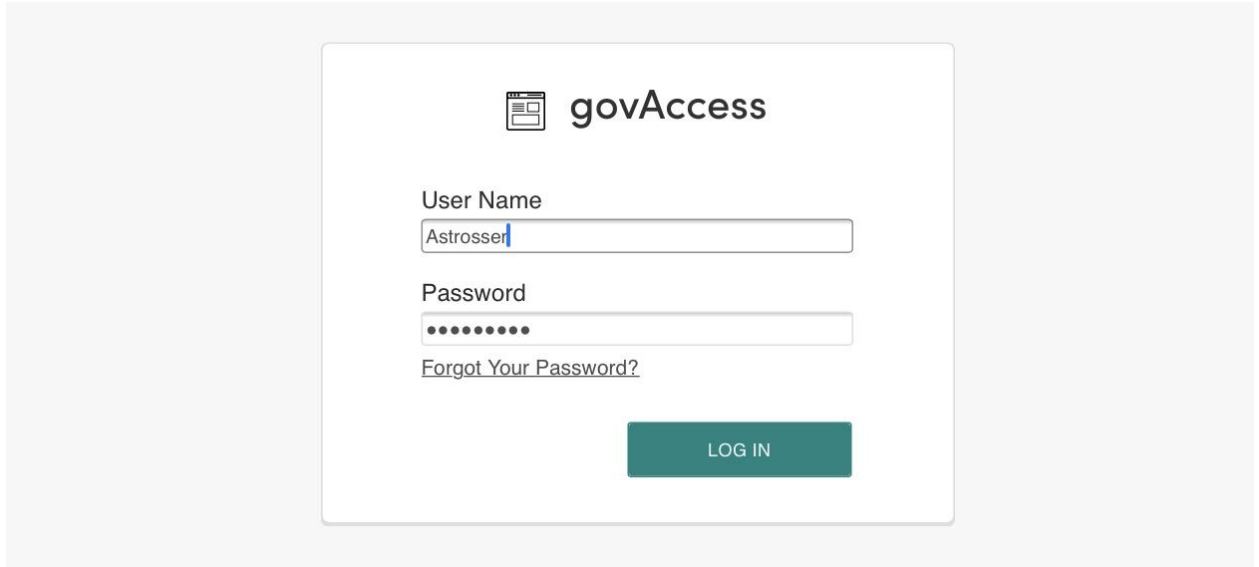 govAccess
User Name
Astrosser
Password
•••••••••
Forgot Your Password?
LOG IN